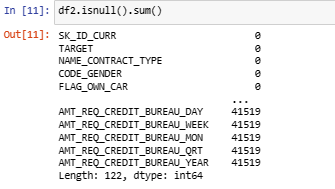 In [11]: df2.isnull().sum()
Out[11]: SK_ID_CURR 0
TARGET 0
NAME_CONTRACT_TYPE 0
CODE_GENDER 0
FLAG_OWN_CAR 0
...
AMT_REQ_CREDIT_BUREAU_DAY 41519
AMT_REQ_CREDIT_BUREAU_WEEK 41519
AMT_REQ_CREDIT_BUREAU_MON 41519
AMT_REQ_CREDIT_BUREAU_QRT 41519
AMT_REQ_CREDIT_BUREAU_YEAR 41519
Length: 122, dtype: int64